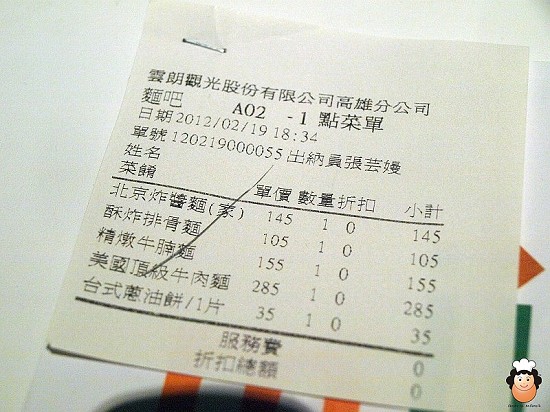 雲朗觀光股份有限公司高雄分公司
麵吧 A02 -1 點菜單
日期 2012/02/19 18:34
單號 120219000055 出納員張芸嫚
姓名
菜餚 單價 數量 折扣 小計
北京炸醬麵(家) 145 1 0 145
酥炸排骨麵 105 1 0 105
精燉牛腩麵 155 1 0 155
美國頂級牛肉麵 285 1 0 285
台式蔥油餅/1片 35 1 0 35
服務費 0
折扣總額 0